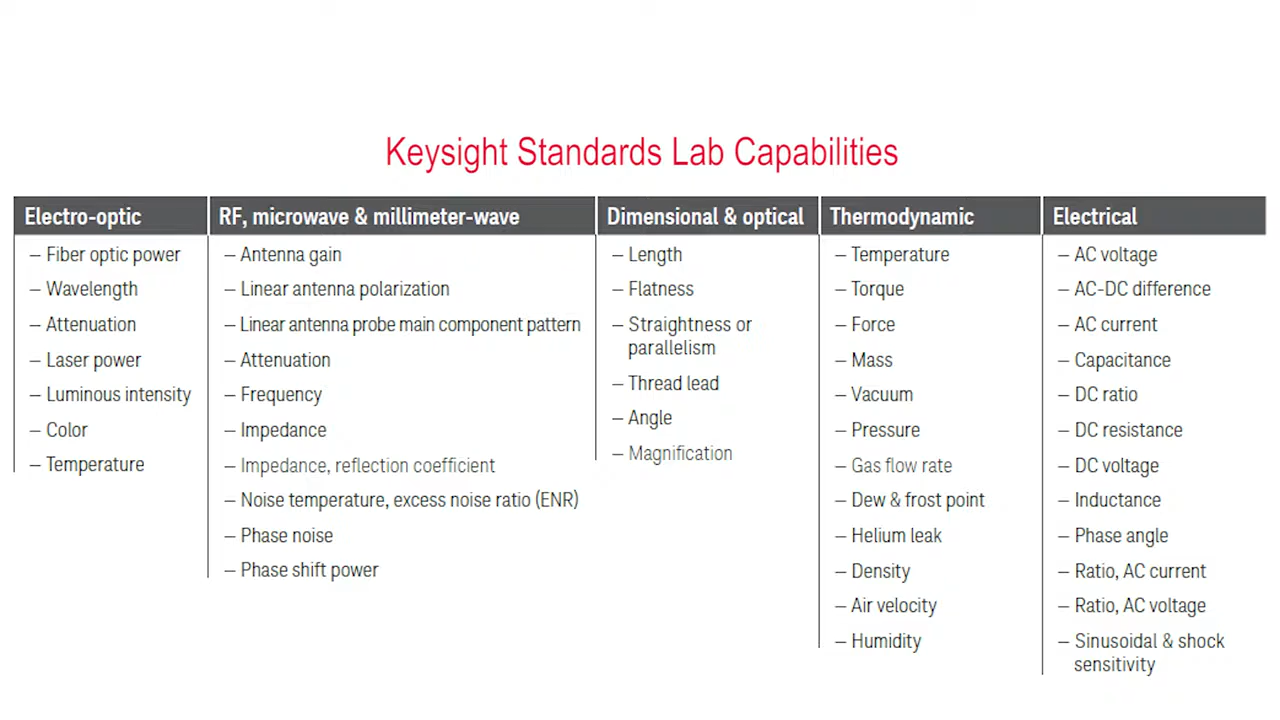 Keysight Standards Lab Capabilities
Electro-optic
– Fiber optic power
– Wavelength
– Attenuation
– Laser power
– Luminous intensity
– Color
– Temperature
RF, microwave & millimeter-wave
– Antenna gain
– Linear antenna polarization
– Linear antenna probe main component pattern
– Attenuation
– Frequency
– Impedance
– Impedance, reflection coefficient
– Noise temperature, excess noise ratio (ENR)
– Phase noise
– Phase shift power
Dimensional & optical
– Length
– Flatness
– Straightness or
parallelism
– Thread lead
– Angle
– Magnification
Thermodynamic
– Temperature
– Torque
– Force
– Mass
– Vacuum
– Pressure
– Gas flow rate
– Dew & frost point
– Helium leak
– Density
– Air velocity
– Humidity
Electrical
– AC voltage
– AC-DC difference
– AC current
– Capacitance
– DC ratio
– DC resistance
– DC voltage
– Inductance
– Phase angle
– Ratio, AC current
– Ratio, AC voltage
– Sinusoidal & shock
sensitivity